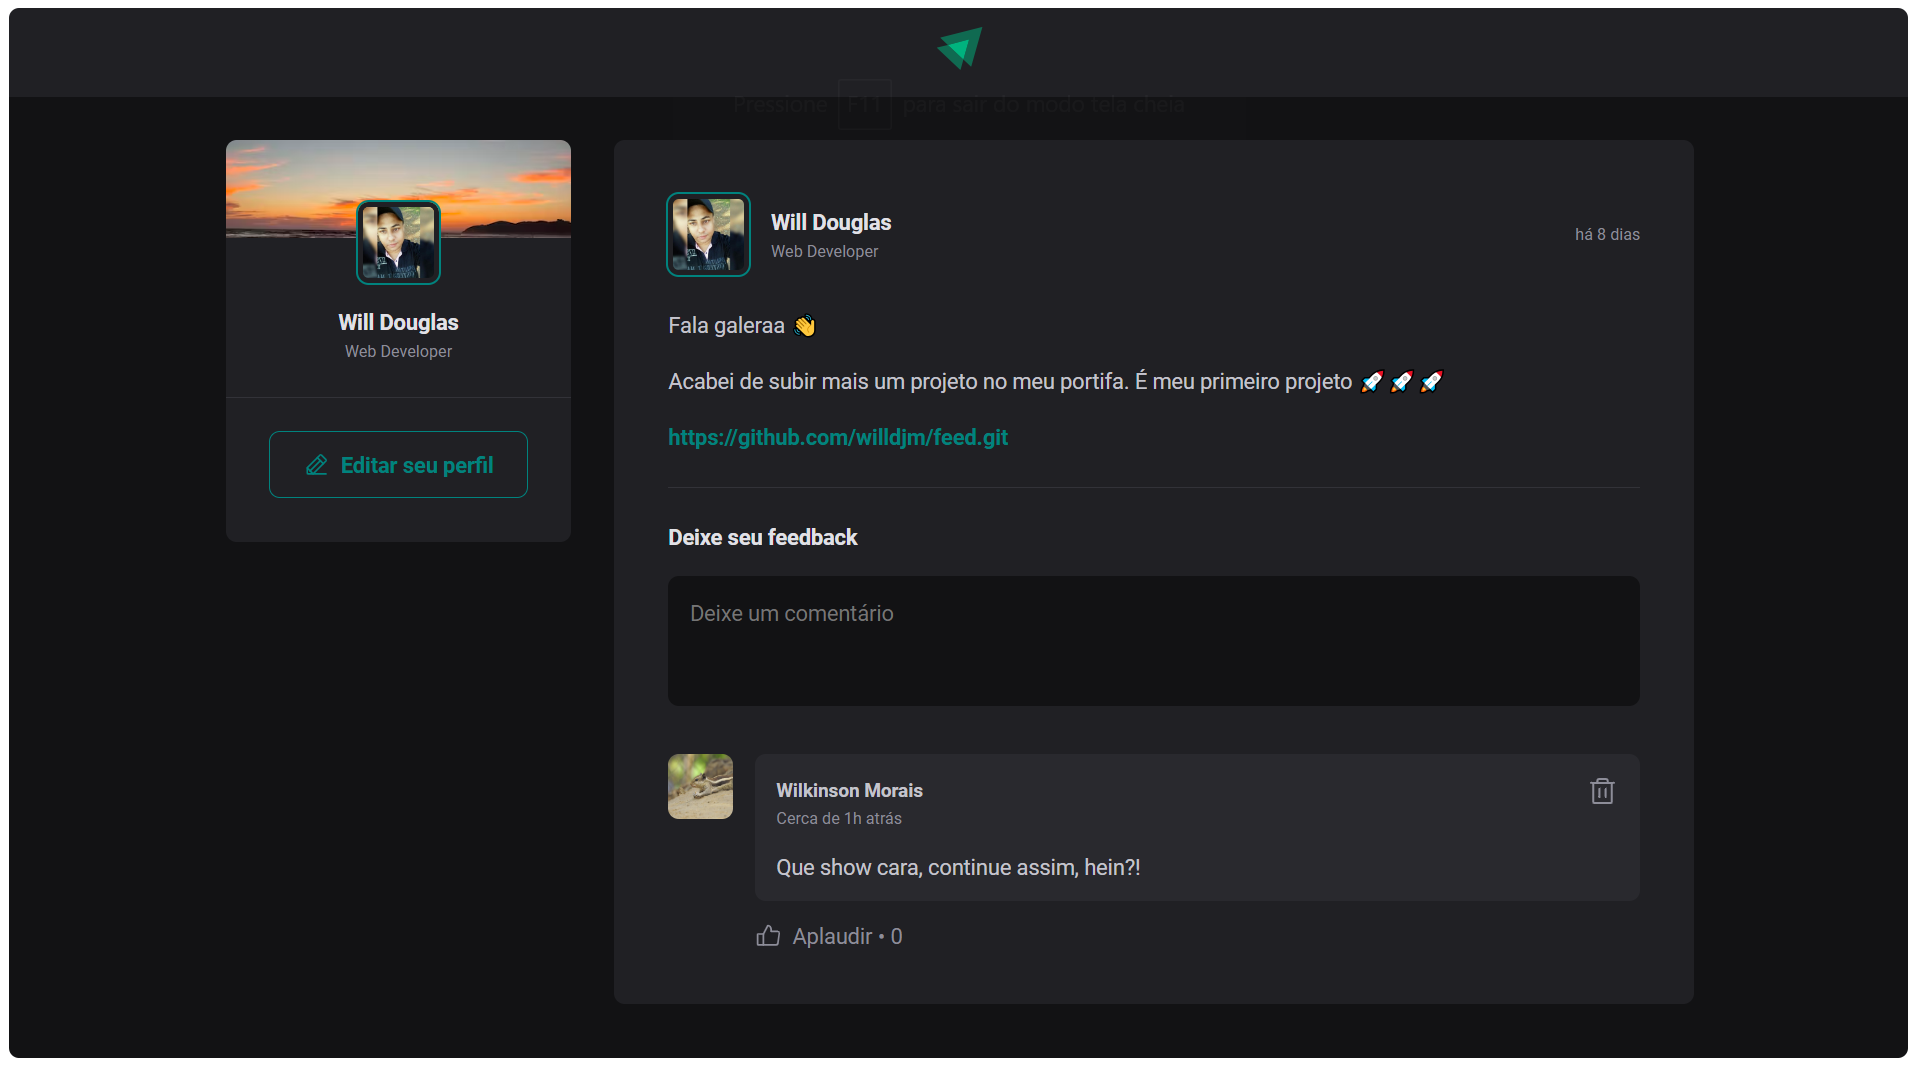 Pressione F11 para sair do modo tela cheia
Will Douglas
Web Developer
Editar seu perfil
Will Douglas
Web Developer
há 8 dias
Fala galeraa 👋
Acabei de subir mais um projeto no meu portifa. É meu primeiro projeto 🚀🚀🚀
https://github.com/willdjm/feed.git
Deixe seu feedback
Deixe um comentário
Wilkinson Morais
Cerca de 1h atrás
Que show cara, continue assim, hein?!
Aplaudir • 0